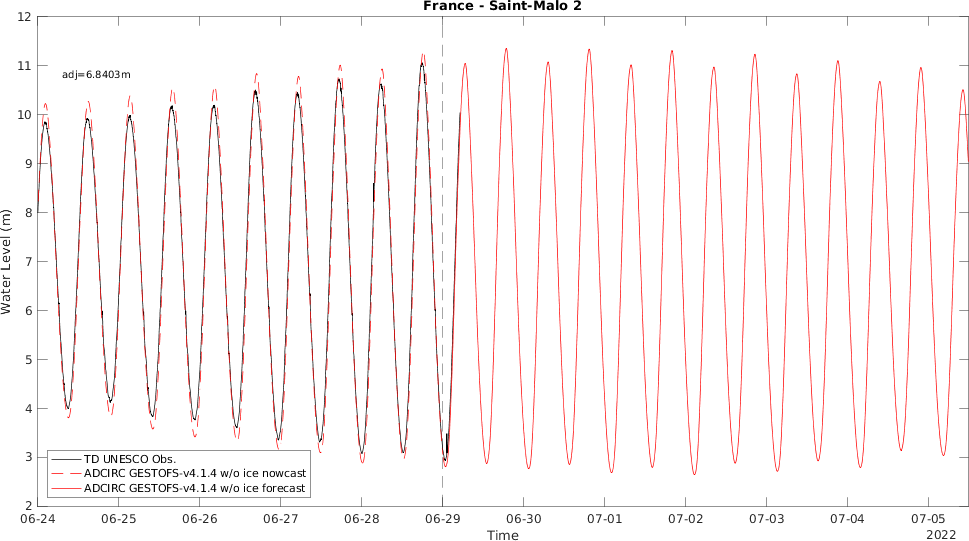 France - Saint-Malo 2
12
11
10
9
8
7
6
5
4
3
2
adj=6.8403m
Water Level (m)
TD UNESCO Obs.
ADCIRC GESTOFS-v4.1.4 w/o ice nowcast
ADCIRC GESTOFS-v4.1.4 w/o ice forecast
06-24 06-25 06-26 06-27 06-28 06-29 06-30 07-01 07-02 07-03 07-04 07-05
Time
2022